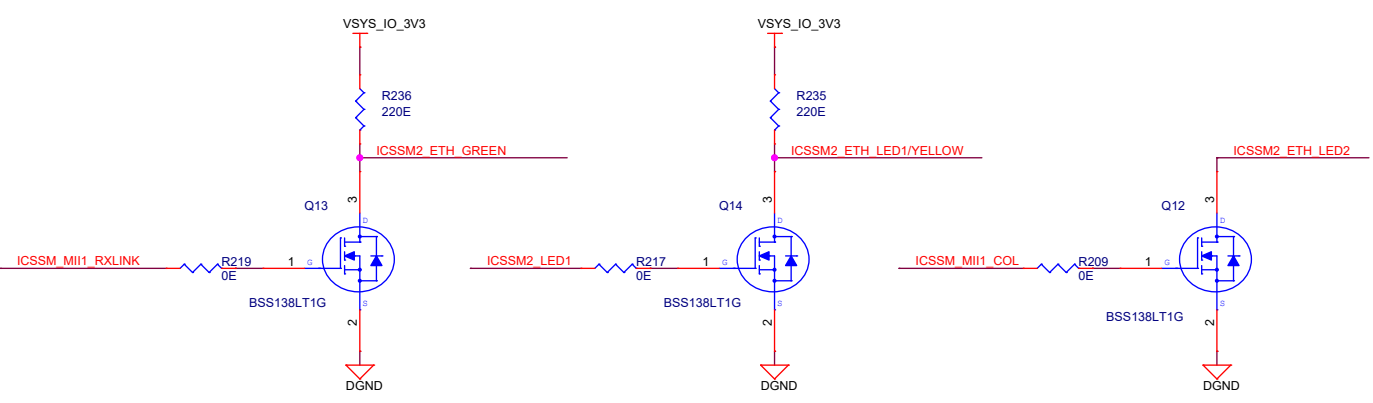 VSYS_IO_3V3
R236
220E
ICSSM2_ETH_GREEN
3
Q13
D
ICSSM_MII1_RXLINK
R219
0E
1
G
BSS138LT1G
S
2
DGND
VSYS_IO_3V3
R235
220E
ICSSM2_ETH_LED1/YELLOW
3
Q14
D
ICSSM2_LED1
R217
0E
1
G
BSS138LT1G
S
2
DGND
ICSSM2_ETH_LED2
3
Q12
D
ICSSM_MII1_COL
R209
0E
1
G
BSS138LT1G
S
2
DGND